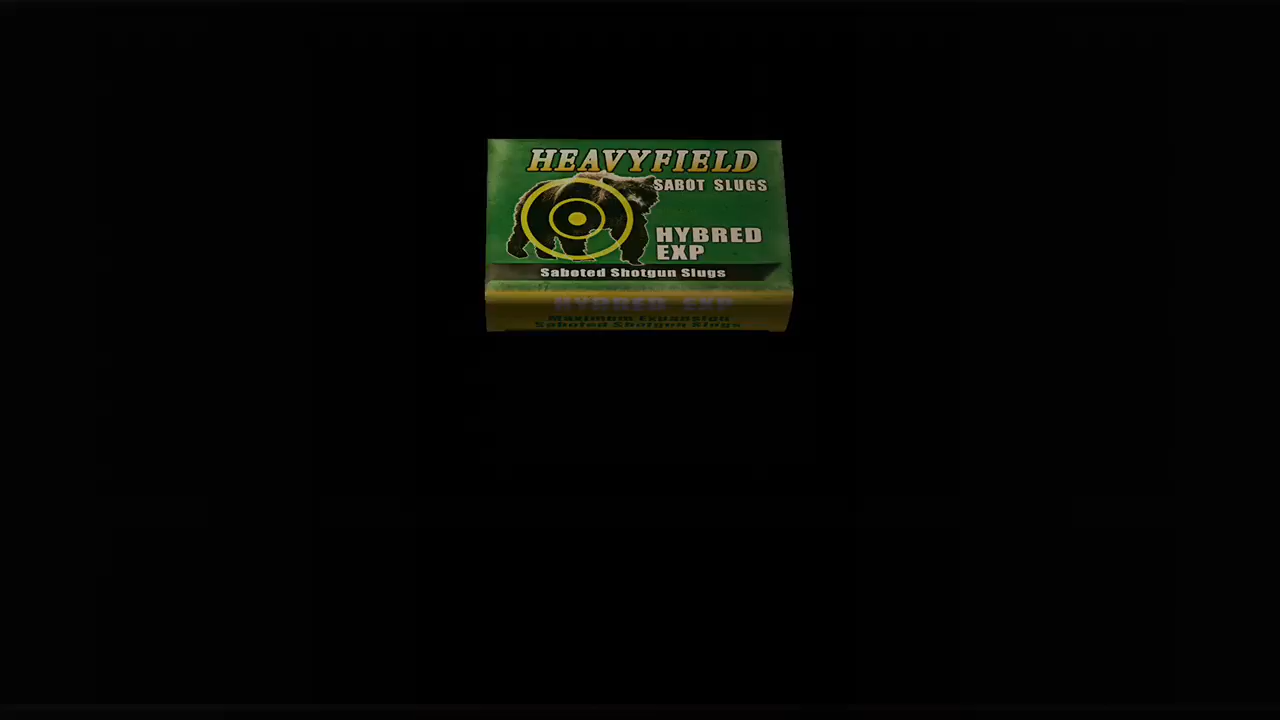 HEAVYFIELD
SABOT SLUGS
HYBRED
EXP
Saboted Shotgun Slugs
HYBRED EXP
Maximum Expansion
Saboted Shotgun Slugs